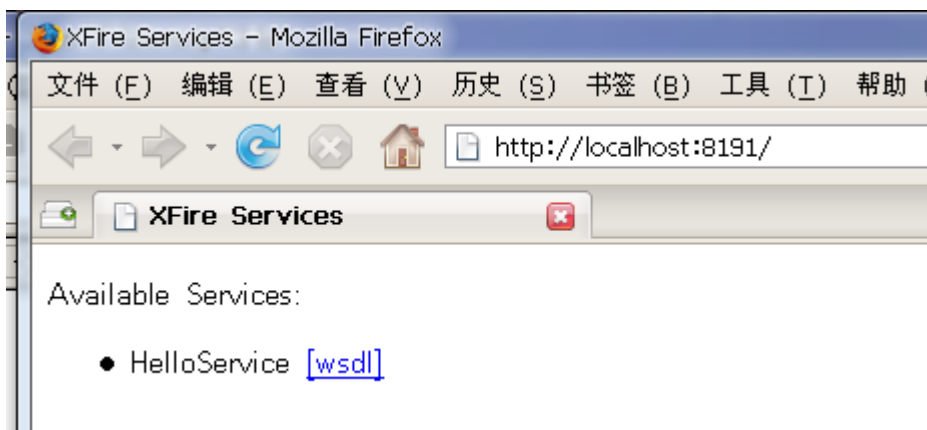 XFire Services - Mozilla Firefox
文件 (F) 编辑 (E) 查看 (V) 历史 (S) 书签 (B) 工具 (T) 帮助 (
http://localhost:8191/
XFire Services
Available Services:
HelloService [wsdl]